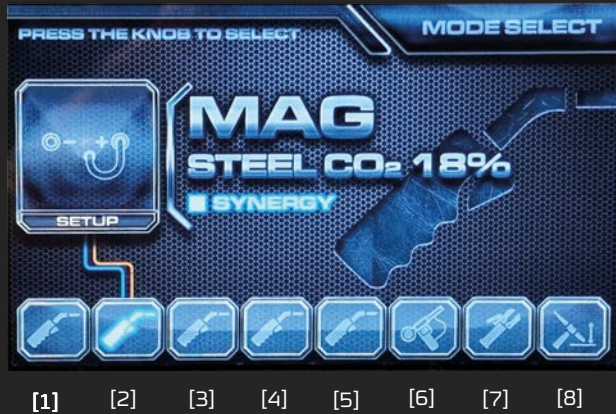 PRESS THE KNOB TO SELECT
MODE SELECT
MAG
STEEL CO₂ 18%
SYNERGY
SETUP
[1] [2] [3] [4] [5] [6] [7] [8]